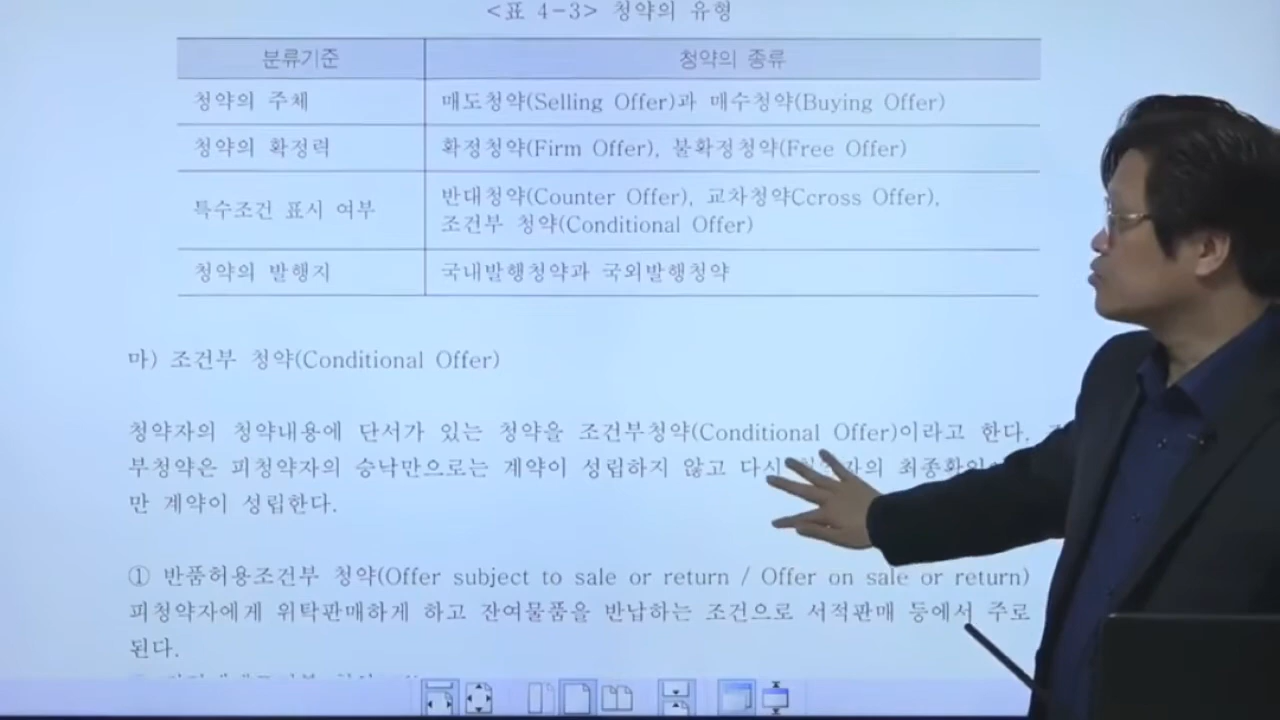 <표 4-3> 청약의 유형
분류기준 청약의 종류
청약의 주체 매도청약(Selling Offer)과 매수청약(Buying Offer)
청약의 확정력 확정청약(Firm Offer), 불확정청약(Free Offer)
특수조건 표시 여부 반대청약(Counter Offer), 교차청약Ccross Offer),
조건부 청약(Conditional Offer)
청약의 발행지 국내발행청약과 국외발행청약
마) 조건부 청약(Conditional Offer)
청약자의 청약내용에 단서가 있는 청약을 조건부청약(Conditional Offer)이라고 한다.
부청약은 피청약자의 승낙만으로는 계약이 성립하지 않고 다시 최종확인
만 계약이 성립한다.
① 반품허용조건부 청약(Offer subject to sale or return / Offer on sale or return)
피청약자에게 위탁판매하게 하고 잔여물품을 반납하는 조건으로 서적판매 등에서 주로
된다.